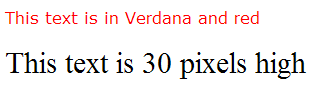 This text is in Verdana and red
This text is 30 pixels high